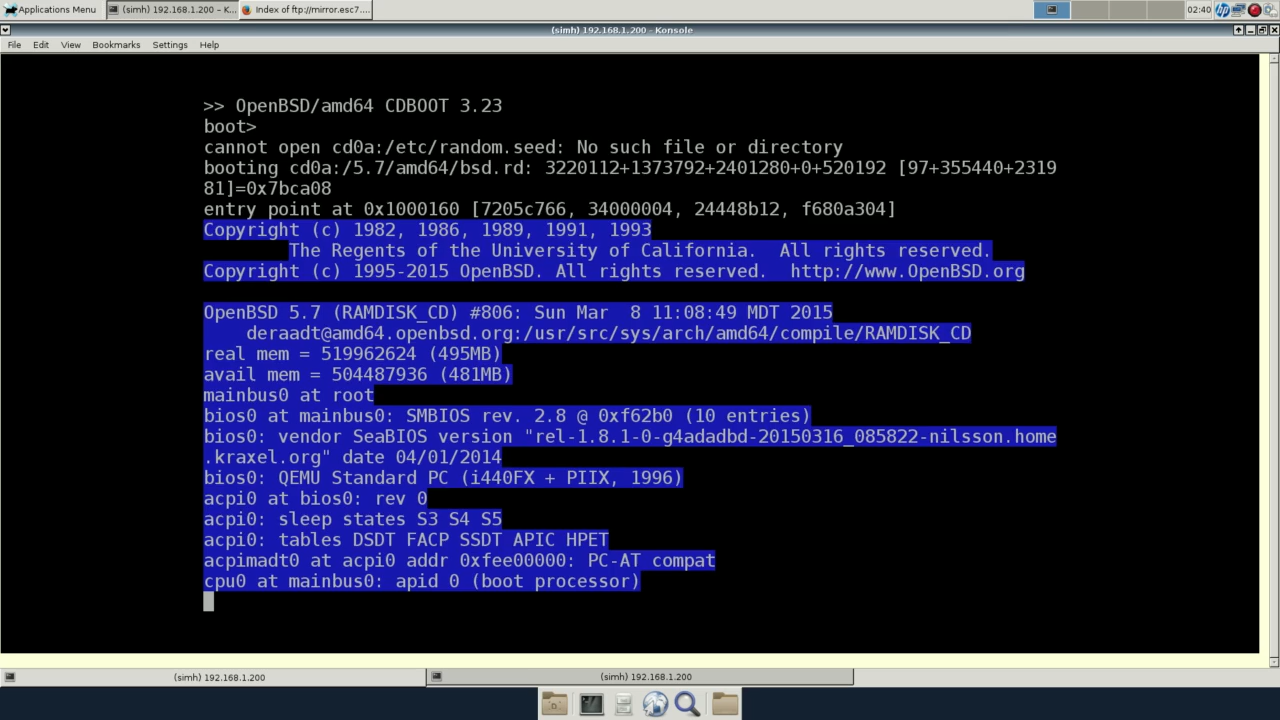 Applications Menu
(simh) 192.168.1.200 - K...
Index of ftp://mirror.esc7....
02:40
(simh) 192.168.1.200 - Konsole
File Edit View Bookmarks Settings Help
>> OpenBSD/amd64 CDBOOT 3.23
boot>
cannot open cd0a:/etc/random.seed: No such file or directory
booting cd0a:/5.7/amd64/bsd.rd: 3220112+1373792+2401280+0+520192 [97+355440+2319
81]=0x7bca08
entry point at 0x1000160 [7205c766, 34000004, 24448b12, f680a304]
Copyright (c) 1982, 1986, 1989, 1991, 1993
        The Regents of the University of California.  All rights reserved.
Copyright (c) 1995-2015 OpenBSD. All rights reserved.  http://www.OpenBSD.org
OpenBSD 5.7 (RAMDISK_CD) #806: Sun Mar  8 11:08:49 MDT 2015
    deraadt@amd64.openbsd.org:/usr/src/sys/arch/amd64/compile/RAMDISK_CD
real mem = 519962624 (495MB)
avail mem = 504487936 (481MB)
mainbus0 at root
bios0 at mainbus0: SMBIOS rev. 2.8 @ 0xf62b0 (10 entries)
bios0: vendor SeaBIOS version "rel-1.8.1-0-g4adadbd-20150316_085822-nilsson.home
.kraxel.org" date 04/01/2014
bios0: QEMU Standard PC (i440FX + PIIX, 1996)
acpi0 at bios0: rev 0
acpi0: sleep states S3 S4 S5
acpi0: tables DSDT FACP SSDT APIC HPET
acpimadt0 at acpi0 addr 0xfee00000: PC-AT compat
cpu0 at mainbus0: apid 0 (boot processor)
(simh) 192.168.1.200
(simh) 192.168.1.200